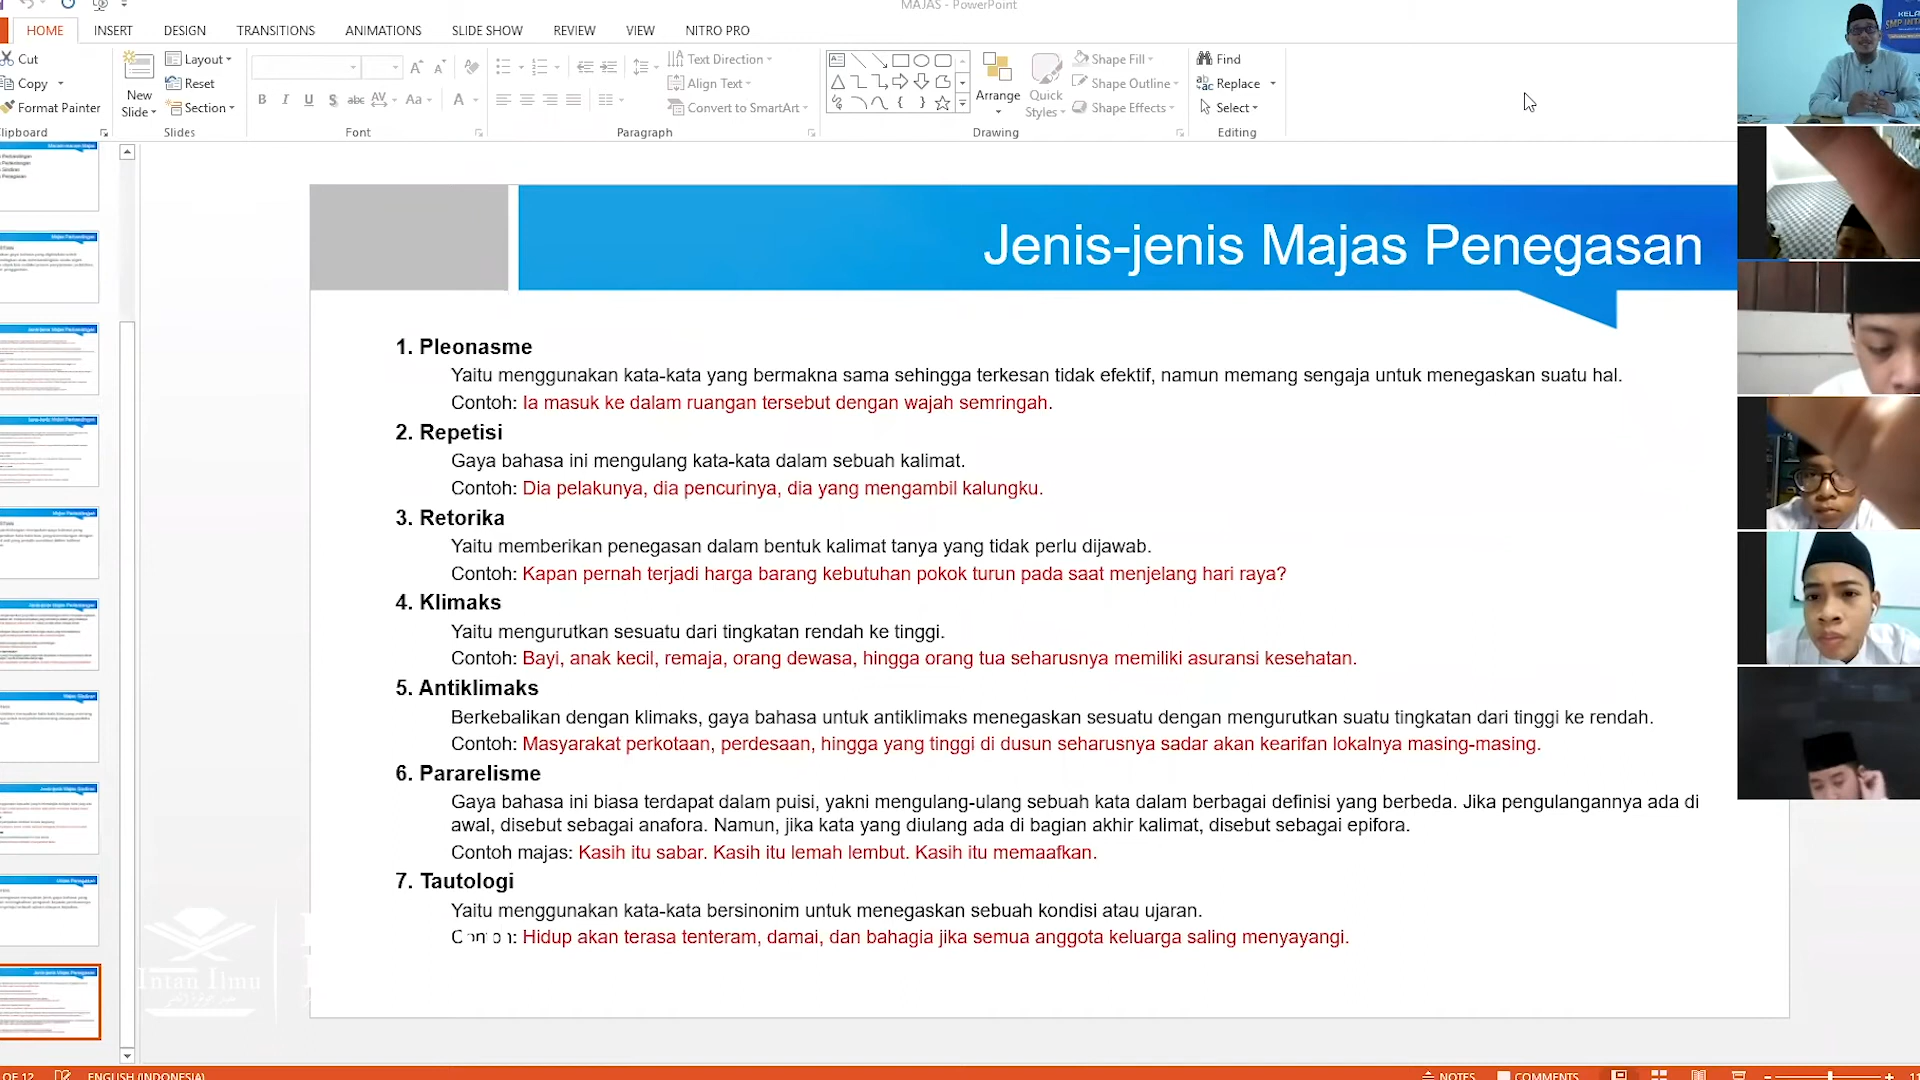 MAJAS - PowerPoint
HOME INSERT DESIGN TRANSITIONS ANIMATIONS SLIDE SHOW REVIEW VIEW NITRO PRO
Cut
Copy
Format Painter
Clipboard
New Slide
Layout
Reset
Section
Slides
Font
Text Direction
Align Text
Convert to SmartArt
Paragraph
Arrange
Quick Styles
Shape Fill
Shape Outline
Shape Effects
Drawing
Find
Replace
Select
Editing
Jenis-jenis Majas Penegasan
1. Pleonasme
Yaitu menggunakan kata-kata yang bermakna sama sehingga terkesan tidak efektif, namun memang sengaja untuk menegaskan suatu hal.
Contoh: Ia masuk ke dalam ruangan tersebut dengan wajah semringah.
2. Repetisi
Gaya bahasa ini mengulang kata-kata dalam sebuah kalimat.
Contoh: Dia pelakunya, dia pencurinya, dia yang mengambil kalungku.
3. Retorika
Yaitu memberikan penegasan dalam bentuk kalimat tanya yang tidak perlu dijawab.
Contoh: Kapan pernah terjadi harga barang kebutuhan pokok turun pada saat menjelang hari raya?
4. Klimaks
Yaitu mengurutkan sesuatu dari tingkatan rendah ke tinggi.
Contoh: Bayi, anak kecil, remaja, orang dewasa, hingga orang tua seharusnya memiliki asuransi kesehatan.
5. Antiklimaks
Berkebalikan dengan klimaks, gaya bahasa untuk antiklimaks menegaskan sesuatu dengan mengurutkan suatu tingkatan dari tinggi ke rendah.
Contoh: Masyarakat perkotaan, perdesaan, hingga yang tinggi di dusun seharusnya sadar akan kearifan lokalnya masing-masing.
6. Pararelisme
Gaya bahasa ini biasa terdapat dalam puisi, yakni mengulang-ulang sebuah kata dalam berbagai definisi yang berbeda. Jika pengulangannya ada di
awal, disebut sebagai anafora. Namun, jika kata yang diulang ada di bagian akhir kalimat, disebut sebagai epifora.
Contoh majas: Kasih itu sabar. Kasih itu lemah lembut. Kasih itu memaafkan.
7. Tautologi
Yaitu menggunakan kata-kata bersinonim untuk menegaskan sebuah kondisi atau ujaran.
Contoh: Hidup akan terasa tenteram, damai, dan bahagia jika semua anggota keluarga saling menyayangi.
Intan Ilmu
OF 12 ENGLISH (INDONESIA)
NOTES COMMENTS